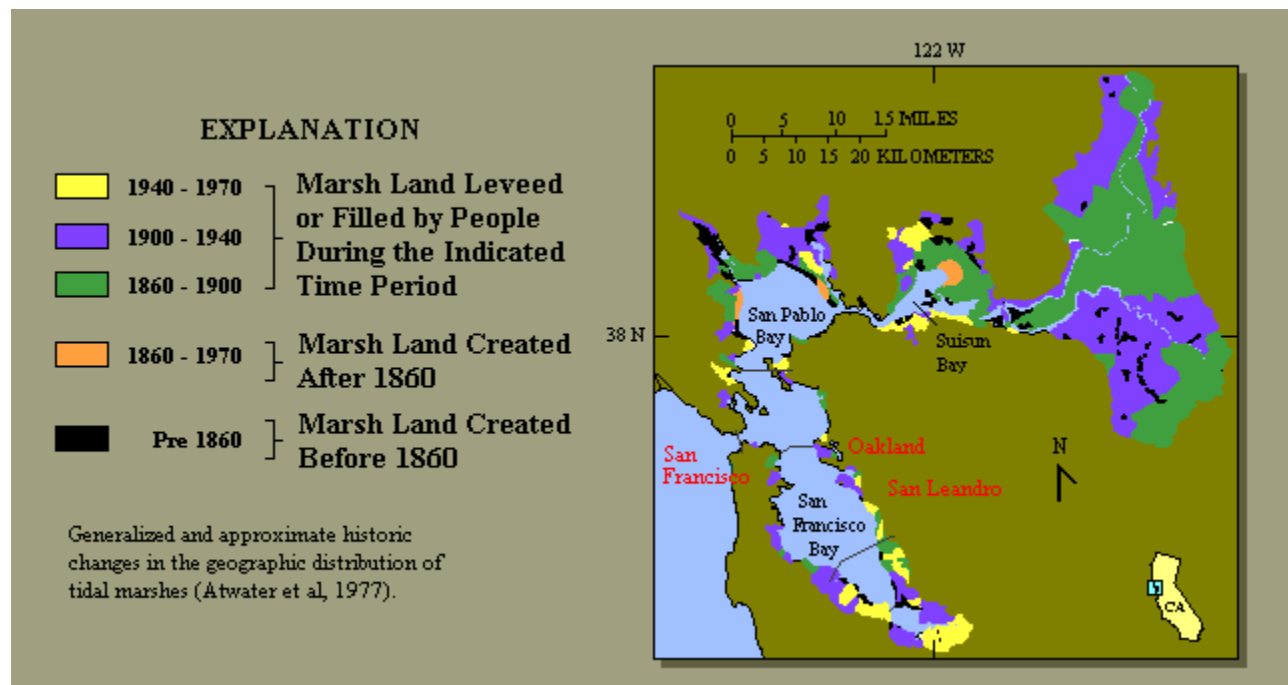 EXPLANATION
1940 - 1970
1900 - 1940
1860 - 1900
Marsh Land Leveed
or Filled by People
During the Indicated
Time Period
1860 - 1970
Marsh Land Created
After 1860
Pre 1860
Marsh Land Created
Before 1860
Generalized and approximate historic
changes in the geographic distribution of
tidal marshes (Atwater et al, 1977).
122 W
0 5 10 15 MILES
0 5 10 15 20 KILOMETERS
38 N
San Pablo
Bay
Suisun
Bay
San
Francisco
Oakland
San Leandro
San
Francisco
Bay
N
CA